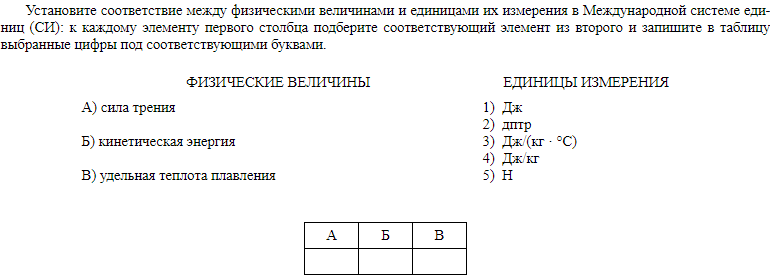 Установите соответствие между физическими величинами и единицами их измерения в Международной системе еди-
ниц (СИ): к каждому элементу первого столбца подберите соответствующий элемент из второго и запишите в таблицу
выбранные цифры под соответствующими буквами.
ФИЗИЧЕСКИЕ ВЕЛИЧИНЫ
А) сила трения
Б) кинетическая энергия
В) удельная теплота плавления
ЕДИНИЦЫ ИЗМЕРЕНИЯ
1) Дж
2) дптр
3) Дж/(кг · °С)
4) Дж/кг
5) Н
А Б В